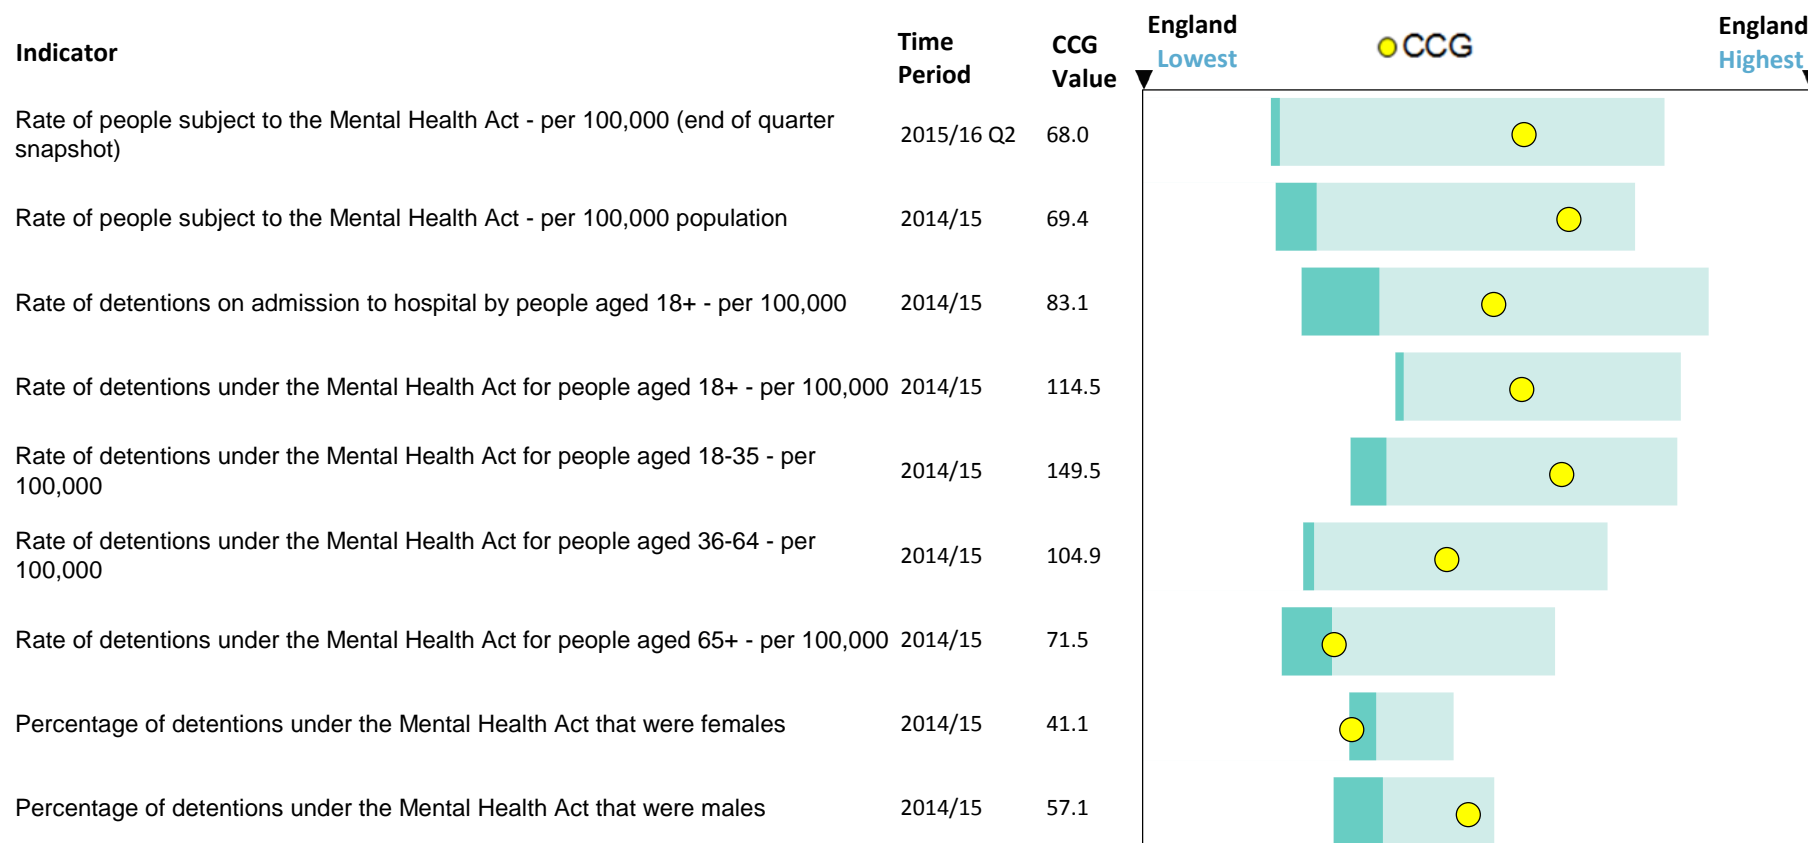 Indicator
Time Period
CCG Value
England Lowest
CCG
England Highest
Rate of people subject to the Mental Health Act - per 100,000 (end of quarter
snapshot)
2015/16 Q2 68.0
Rate of people subject to the Mental Health Act - per 100,000 population 2014/15 69.4
Rate of detentions on admission to hospital by people aged 18+ - per 100,000 2014/15 83.1
Rate of detentions under the Mental Health Act for people aged 18+ - per 100,000 2014/15 114.5
Rate of detentions under the Mental Health Act for people aged 18-35 - per
100,000
2014/15 149.5
Rate of detentions under the Mental Health Act for people aged 36-64 - per
100,000
2014/15 104.9
Rate of detentions under the Mental Health Act for people aged 65+ - per 100,000 2014/15 71.5
Percentage of detentions under the Mental Health Act that were females 2014/15 41.1
Percentage of detentions under the Mental Health Act that were males 2014/15 57.1